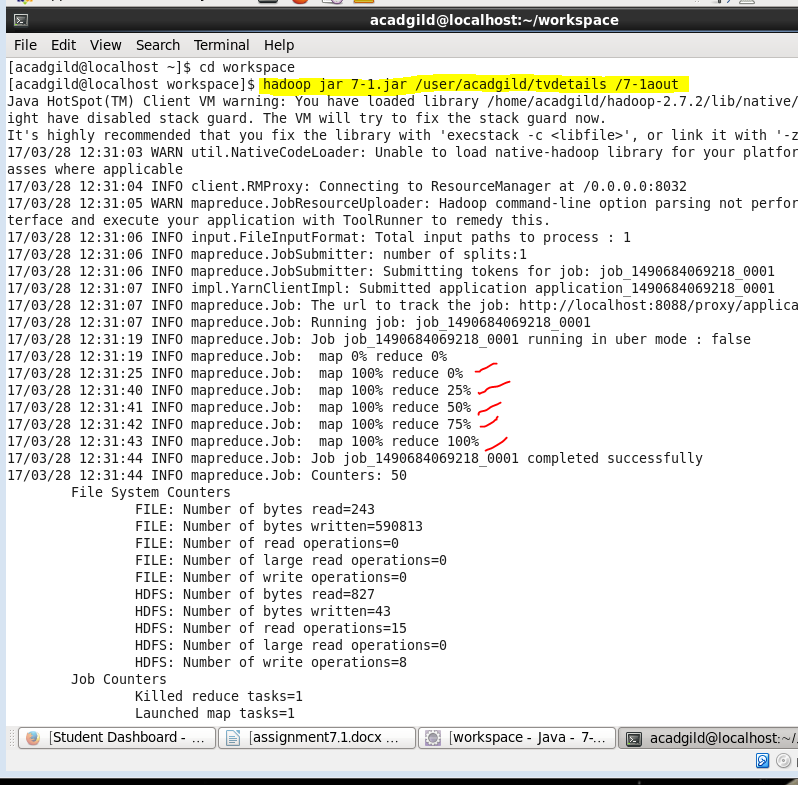 acadgild@localhost:~/workspace
File Edit View Search Terminal Help
[acadgild@localhost ~]$ cd workspace
[acadgild@localhost workspace]$ hadoop jar 7-1.jar /user/acadgild/tvdetails /7-1aout
Java HotSpot(TM) Client VM warning: You have loaded library /home/acadgild/hadoop-2.7.2/lib/native/
ight have disabled stack guard. The VM will try to fix the stack guard now.
It's highly recommended that you fix the library with 'execstack -c <libfile>', or link it with '-z
17/03/28 12:31:03 WARN util.NativeCodeLoader: Unable to load native-hadoop library for your platfor
asses where applicable
17/03/28 12:31:04 INFO client.RMProxy: Connecting to ResourceManager at /0.0.0.0:8032
17/03/28 12:31:05 WARN mapreduce.JobResourceUploader: Hadoop command-line option parsing not perfor
terface and execute your application with ToolRunner to remedy this.
17/03/28 12:31:06 INFO input.FileInputFormat: Total input paths to process : 1
17/03/28 12:31:06 INFO mapreduce.JobSubmitter: number of splits:1
17/03/28 12:31:06 INFO mapreduce.JobSubmitter: Submitting tokens for job: job_1490684069218_0001
17/03/28 12:31:07 INFO impl.YarnClientImpl: Submitted application application_1490684069218_0001
17/03/28 12:31:07 INFO mapreduce.Job: The url to track the job: http://localhost:8088/proxy/applica
17/03/28 12:31:07 INFO mapreduce.Job: Running job: job_1490684069218_0001
17/03/28 12:31:19 INFO mapreduce.Job: Job job_1490684069218_0001 running in uber mode : false
17/03/28 12:31:19 INFO mapreduce.Job:  map 0% reduce 0%
17/03/28 12:31:25 INFO mapreduce.Job:  map 100% reduce 0%
17/03/28 12:31:40 INFO mapreduce.Job:  map 100% reduce 25%
17/03/28 12:31:41 INFO mapreduce.Job:  map 100% reduce 50%
17/03/28 12:31:42 INFO mapreduce.Job:  map 100% reduce 75%
17/03/28 12:31:43 INFO mapreduce.Job:  map 100% reduce 100%
17/03/28 12:31:44 INFO mapreduce.Job: Job job_1490684069218_0001 completed successfully
17/03/28 12:31:44 INFO mapreduce.Job: Counters: 50
File System Counters
FILE: Number of bytes read=243
FILE: Number of bytes written=590813
FILE: Number of read operations=0
FILE: Number of large read operations=0
FILE: Number of write operations=0
HDFS: Number of bytes read=827
HDFS: Number of bytes written=43
HDFS: Number of read operations=15
HDFS: Number of large read operations=0
HDFS: Number of write operations=8
Job Counters
Killed reduce tasks=1
Launched map tasks=1
[Student Dashboard - ... [assignment7.1.docx ... [workspace - Java - 7-... acadgild@localhost:~/.